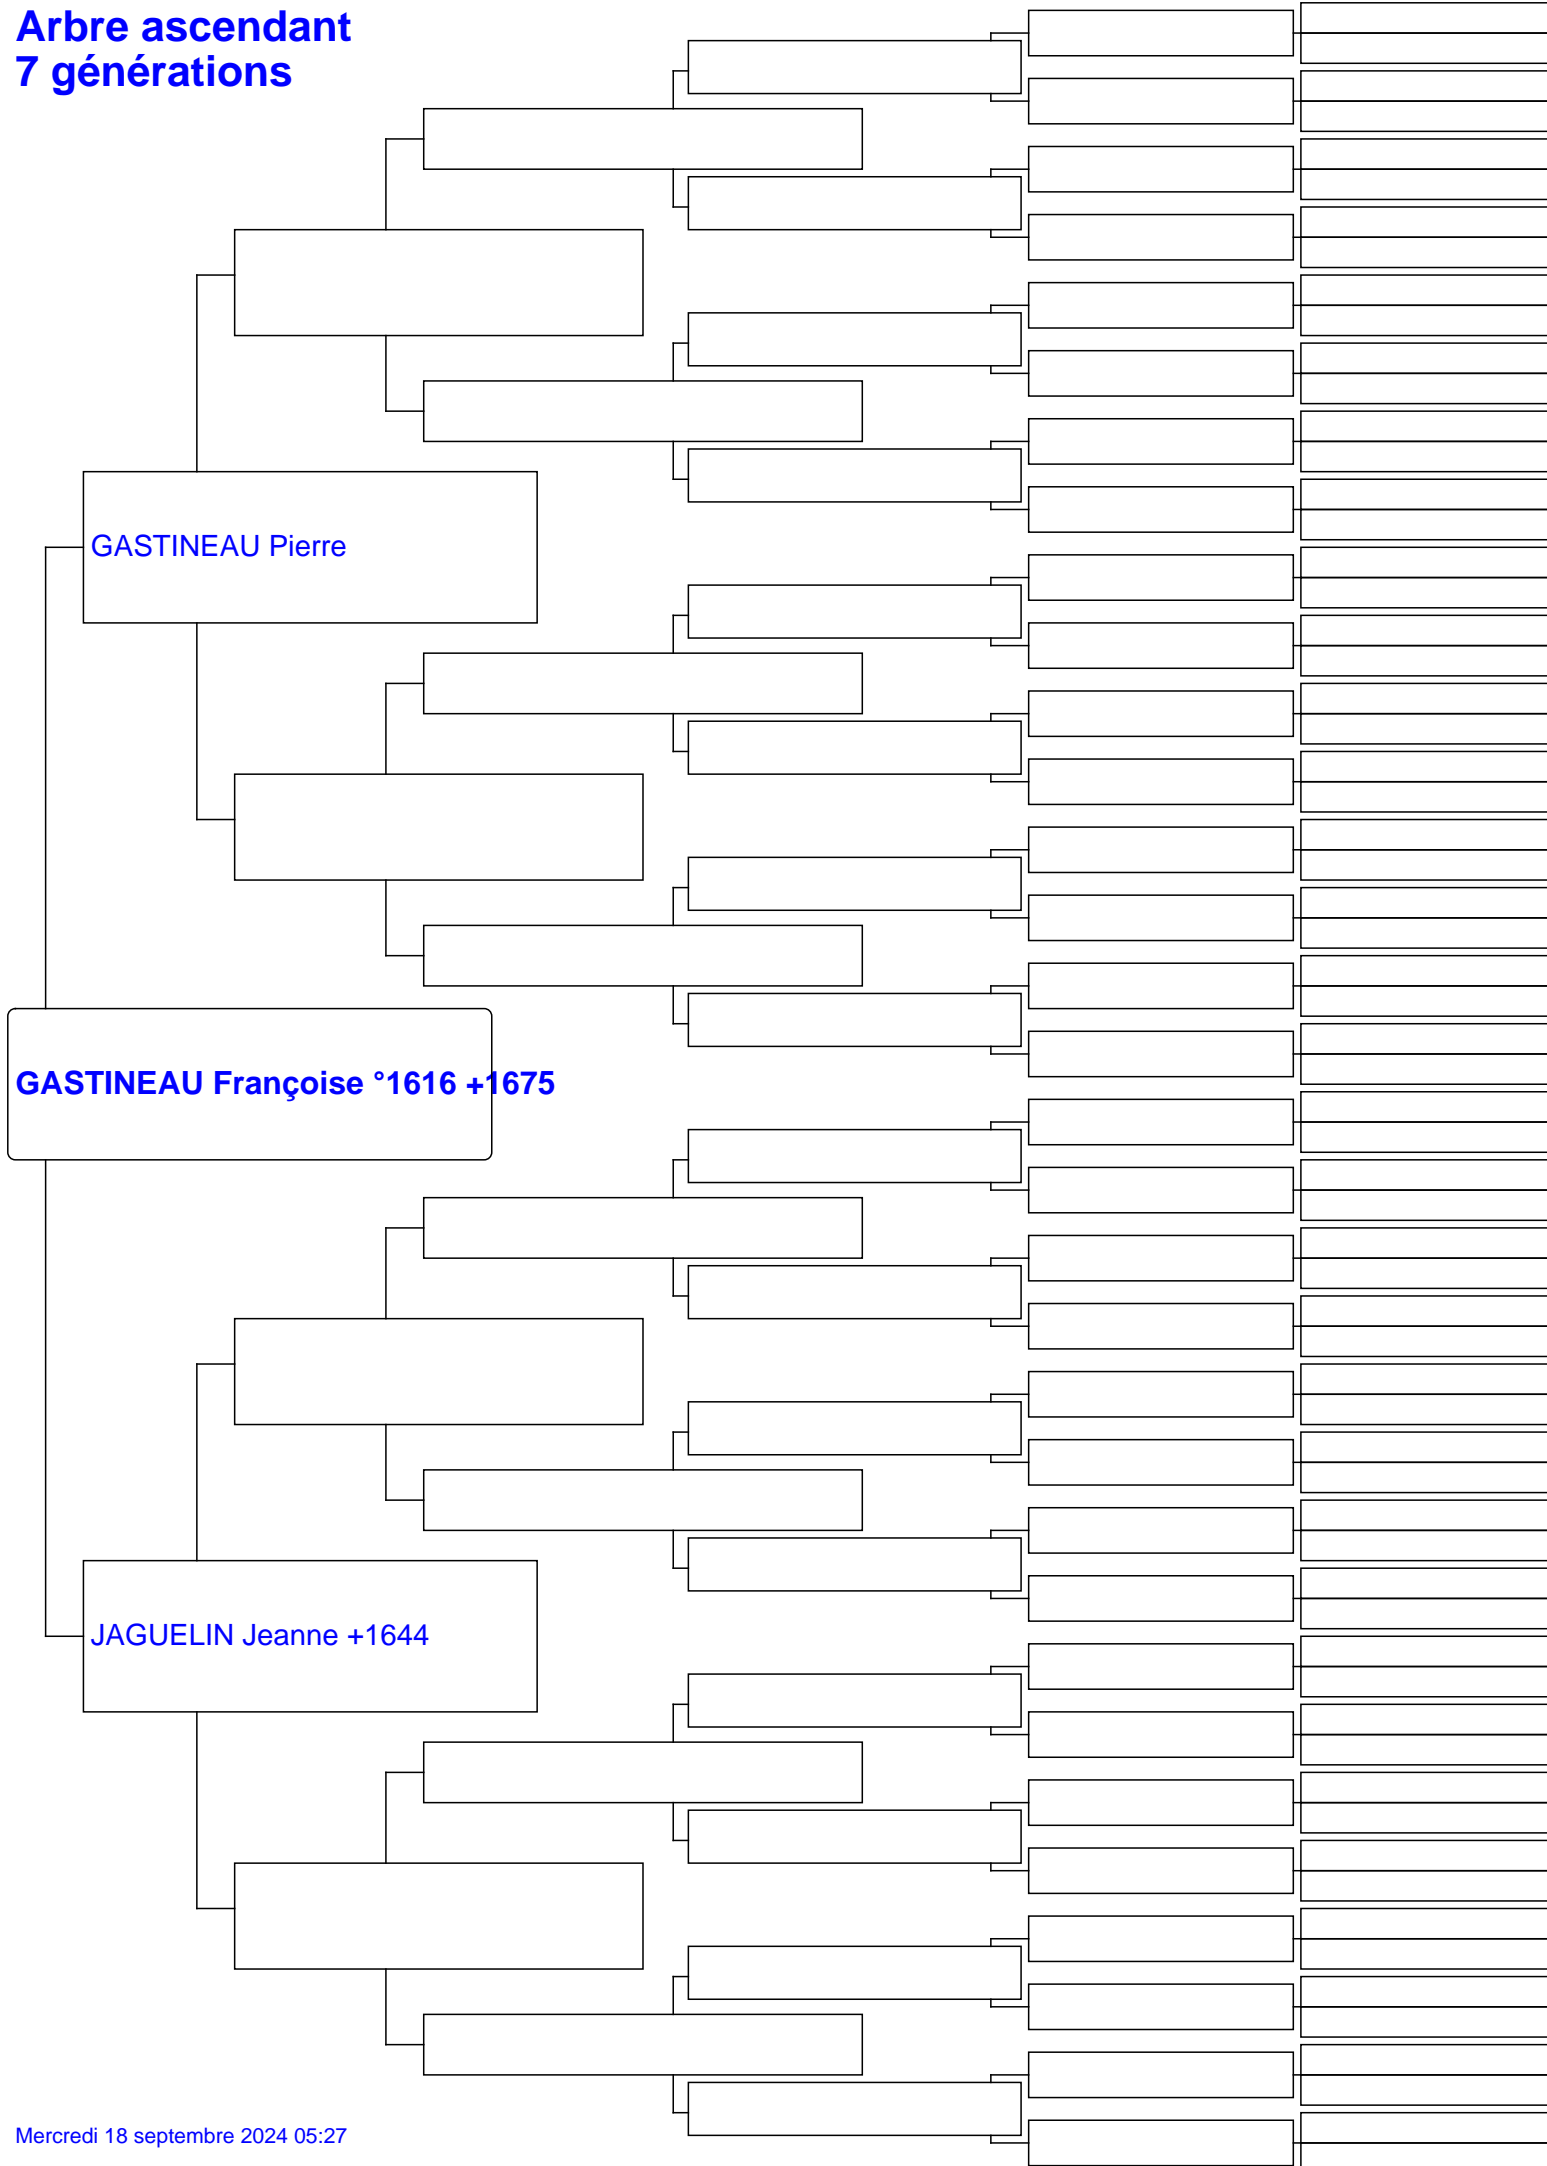 Arbre ascendant
7 générations
GASTINEAU Pierre
GASTINEAU Françoise °1616 +1675
JAGUELIN Jeanne +1644
Mercredi 18 septembre 2024 05:27